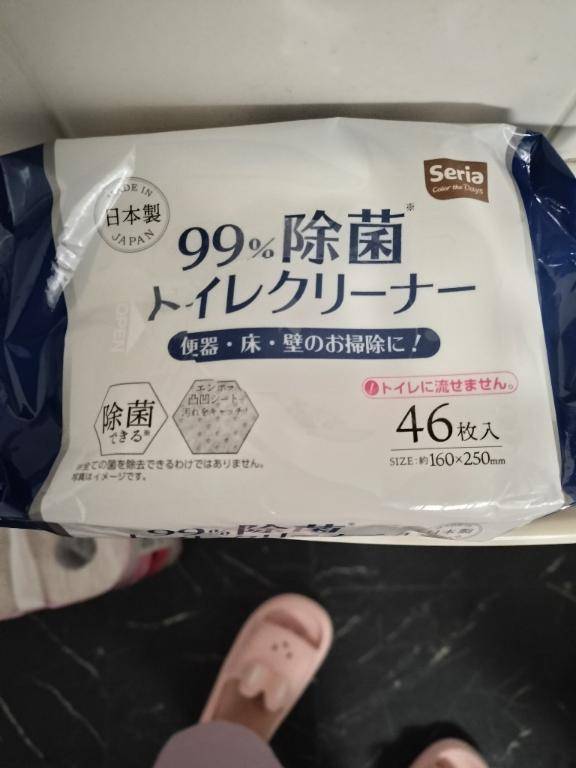 Seria
Color the Days
MADE IN
日本製
JAPAN
99%除菌※
トイレクリーナー
OPEN
便器・床・壁のお掃除に！
！トイレに流せません。
除菌
できる※
エンボス
凸凹シート
汚れをキャッチ！
46枚入
SIZE:約160×250mm
※全ての菌を除去できるわけではありません。
写真はイメージです。
99%除菌※